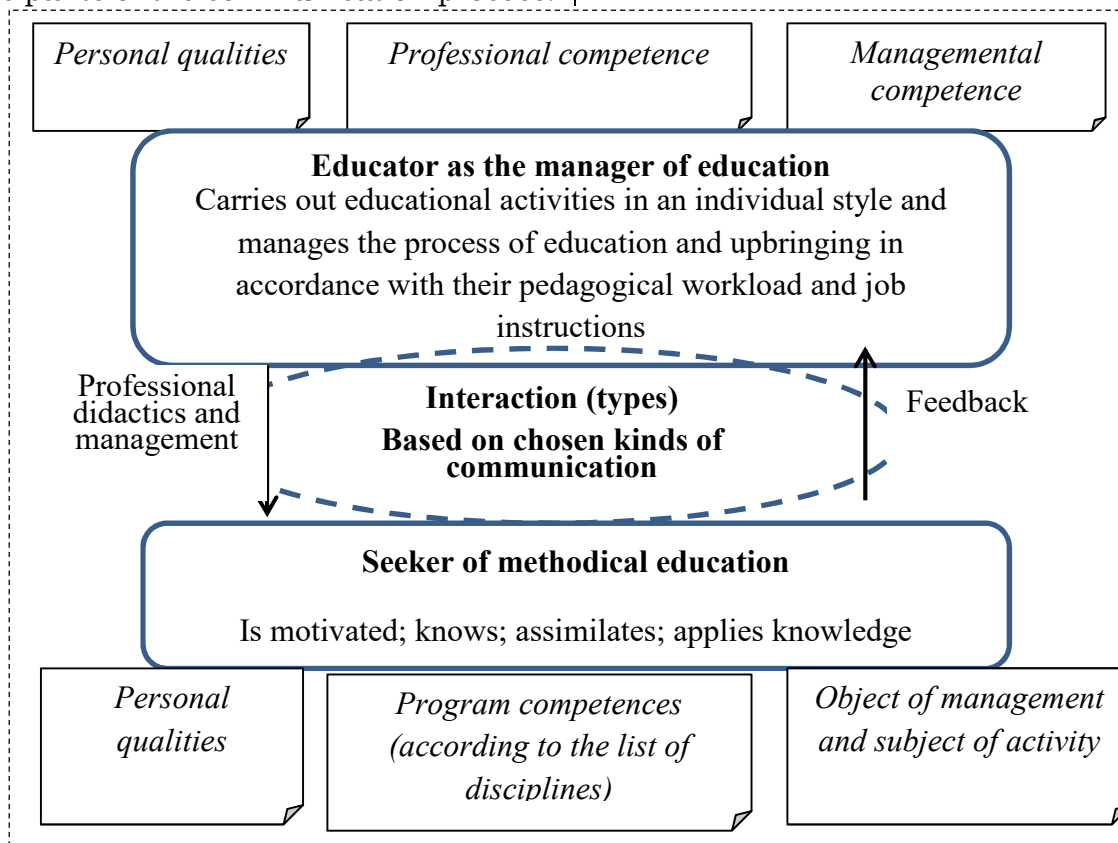 Personal qualities
Professional competence
Managemental
competence
Educator as the manager of education
Carries out educational activities in an individual style and
manages the process of education and upbringing in
accordance with their pedagogical workload and job
instructions
Professional
didactics and
management
Interaction (types)
Based on chosen kinds of
communication
Feedback
Seeker of methodical education
Is motivated; knows; assimilates; applies knowledge
Personal
qualities
Program competences
(according to the list of
disciplines)
Object of management
and subject of activity